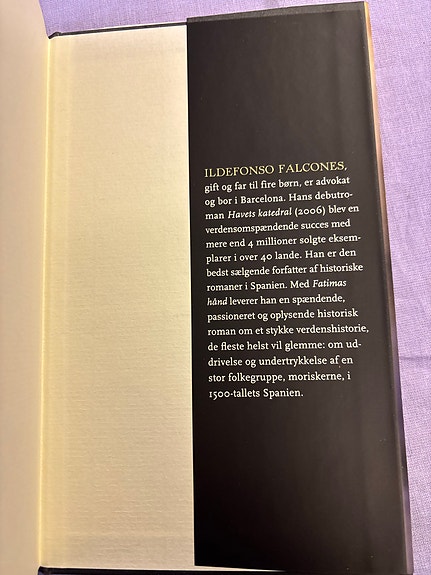 ILDEFONSO FALCONES,
gift og far til fire børn, er advokat
og bor i Barcelona. Hans debutro-
man Havets katedral (2006) blev en
verdensomspændende succes med
mere end 4 millioner solgte eksem-
plarer i over 40 lande. Han er den
bedst sælgende forfatter af historiske
romaner i Spanien. Med Fatimas
hånd leverer han en spændende,
passioneret og oplysende historisk
roman om et stykke verdenshistorie,
de fleste helst vil glemme: om ud-
drivelse og undertrykkelse af en
stor folkegruppe, moriskerne, i
1500-tallets Spanien.